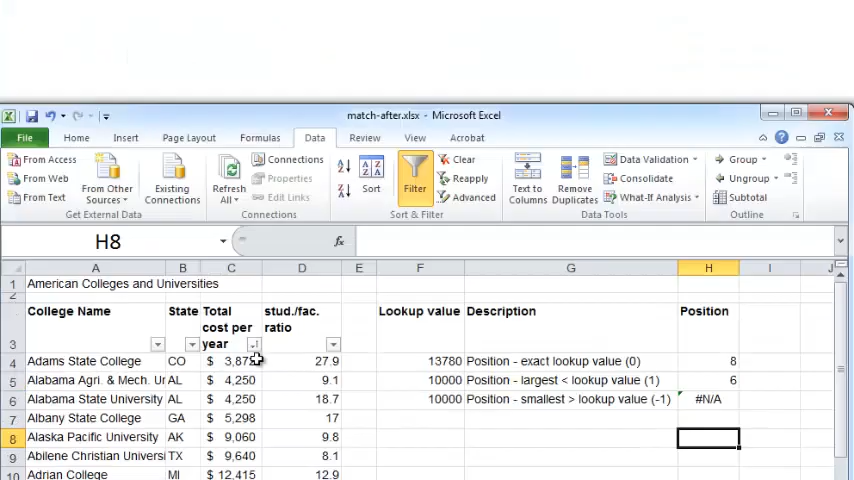 match-after.xlsx - Microsoft Excel
File Home Insert Page Layout Formulas Data Review View Acrobat
From Access
From Web
From Text
From Other Sources
Existing Connections
Get External Data
Refresh All
Connections
Properties
Edit Links
Connections
Sort
Filter
Clear
Reapply
Advanced
Sort & Filter
Text to Columns
Remove Duplicates
Data Validation
Consolidate
What-If Analysis
Data Tools
Group
Ungroup
Subtotal
Outline
H8 fx
A B C D E F G H I J
1 American Colleges and Universities
2
3 College Name State Total cost per year stud./fac. ratio Lookup value Description Position
4 Adams State College CO $ 27.9 13780 Position - exact lookup value (0) 8
5 Alabama Agri. & Mech. Ur AL $ 4,250 9.1 10000 Position - largest < lookup value (1) 6
6 Alabama State University AL $ 4,250 18.7 10000 Position - smallest > lookup value (-1) #N/A
7 Albany State College GA $ 5,298 17
8 Alaska Pacific University AK $ 9,060 9.8
9 Abilene Christian Universi TX $ 9,640 8.1
10 Adrian College MI $ 12,415 12.9